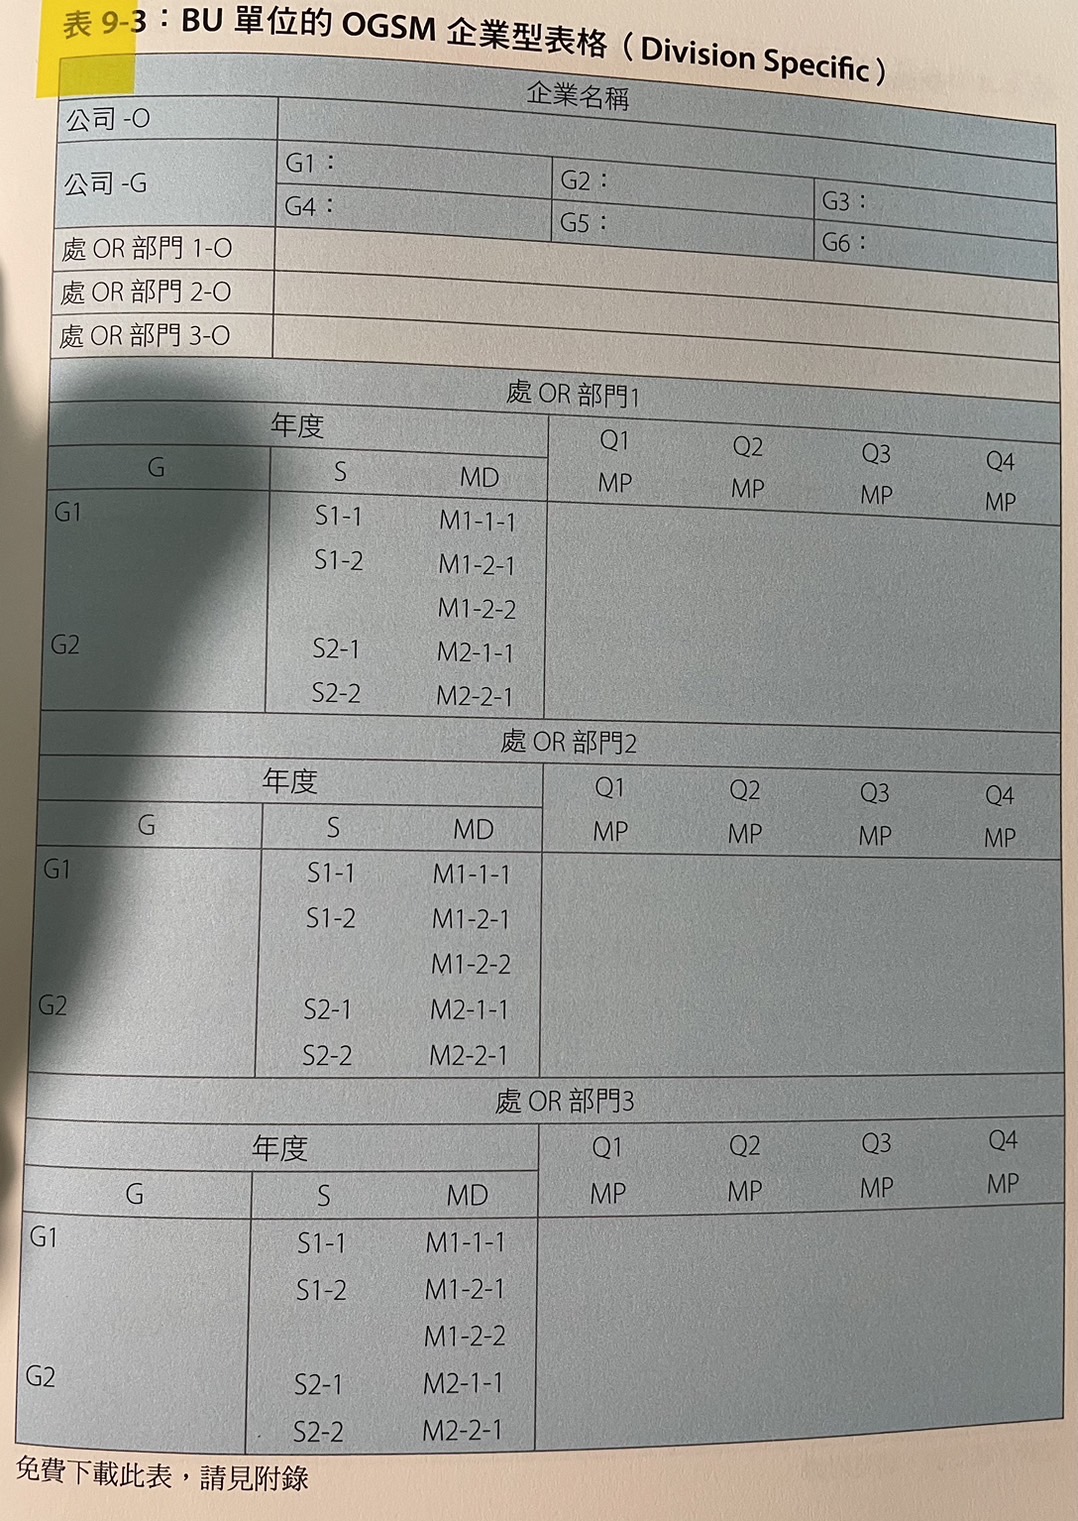 表 9-3：BU 單位的 OGSM 企業型表格（Division Specific）
企業名稱
公司 -O
公司 -G
G1： G2： G3：
G4： G5： G6：
處 OR 部門 1-O
處 OR 部門 2-O
處 OR 部門 3-O
處 OR 部門1
年度 Q1 Q2 Q3 Q4
G S MD MP MP MP MP
G1 S1-1 M1-1-1
S1-2 M1-2-1
M1-2-2
G2 S2-1 M2-1-1
S2-2 M2-2-1
處 OR 部門2
年度 Q1 Q2 Q3 Q4
G S MD MP MP MP MP
G1 S1-1 M1-1-1
S1-2 M1-2-1
M1-2-2
G2 S2-1 M2-1-1
S2-2 M2-2-1
處 OR 部門3
年度 Q1 Q2 Q3 Q4
G S MD MP MP MP MP
G1 S1-1 M1-1-1
S1-2 M1-2-1
M1-2-2
G2 S2-1 M2-1-1
S2-2 M2-2-1
免費下載此表，請見附錄